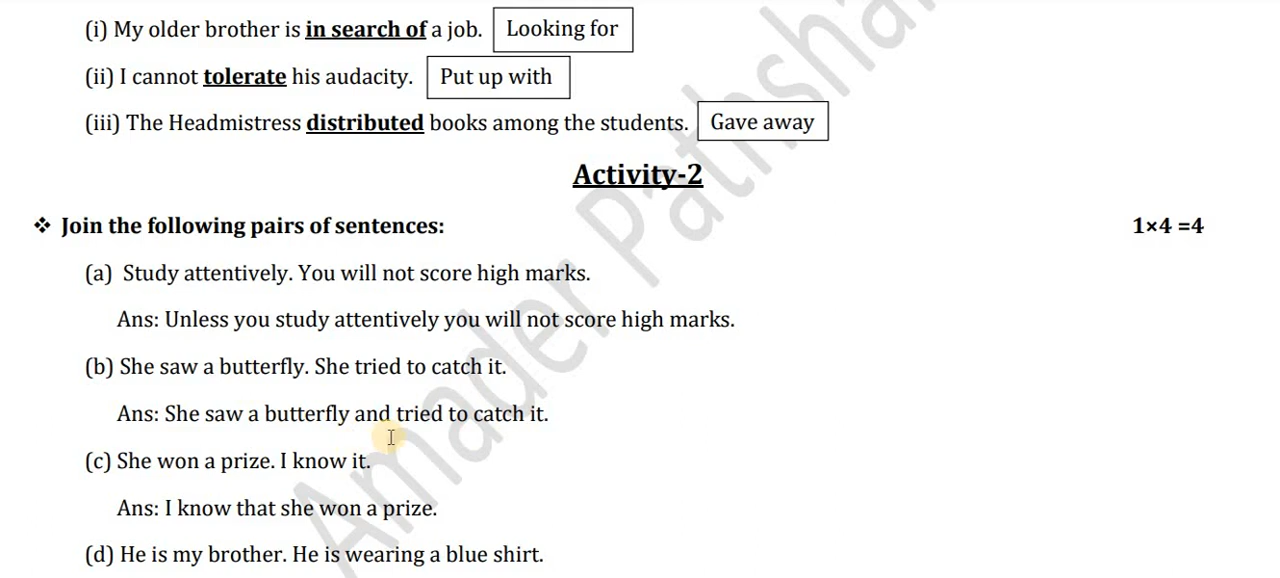 (i) My older brother is in search of a job. Looking for
(ii) I cannot tolerate his audacity. Put up with
(iii) The Headmistress distributed books among the students. Gave away
Activity-2
❖ Join the following pairs of sentences: 1×4 =4
(a) Study attentively. You will not score high marks.
Ans: Unless you study attentively you will not score high marks.
(b) She saw a butterfly. She tried to catch it.
Ans: She saw a butterfly and tried to catch it.
(c) She won a prize. I know it.
Ans: I know that she won a prize.
(d) He is my brother. He is wearing a blue shirt.
Amader